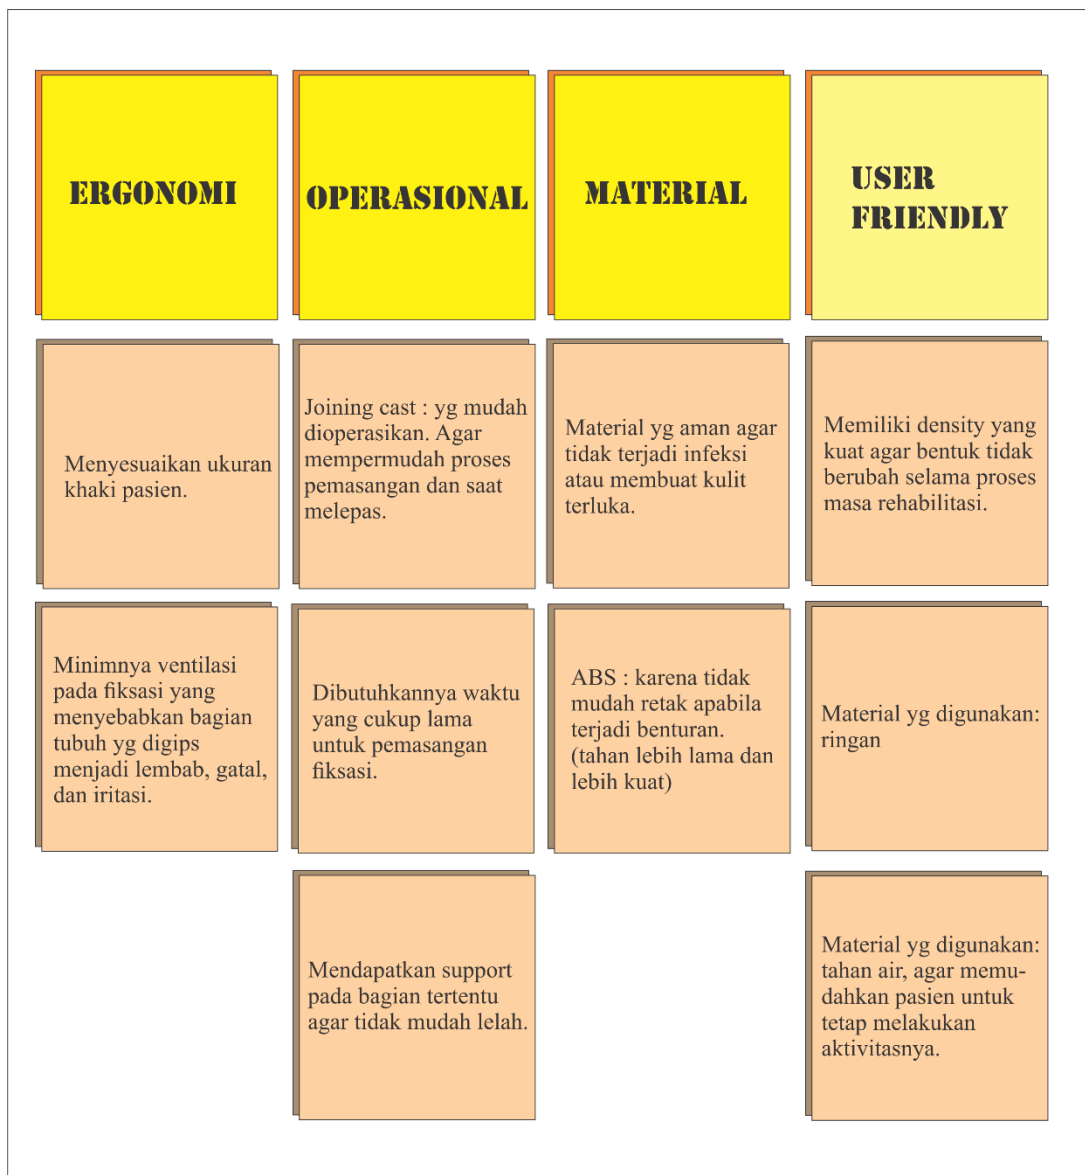 ERGONOMI
OPERASIONAL
MATERIAL
USER
FRIENDLY
Menyesuaikan ukuran
khaki pasien.
Joining cast : yg mudah
dioperasikan. Agar
mempermudah proses
pemasangan dan saat
melepas.
Material yg aman agar
tidak terjadi infeksi
atau membuat kulit
terluka.
Memiliki density yang
kuat agar bentuk tidak
berubah selama proses
masa rehabilitasi.
Minimnya ventilasi
pada fiksasi yang
menyebabkan bagian
tubuh yg digips
menjadi lembab, gatal,
dan iritasi.
Dibutuhkannya waktu
yang cukup lama
untuk pemasangan
fiksasi.
ABS : karena tidak
mudah retak apabila
terjadi benturan.
(tahan lebih lama dan
lebih kuat)
Material yg digunakan:
ringan
Mendapatkan support
pada bagian tertentu
agar tidak mudah lelah.
Material yg digunakan:
tahan air, agar memu-
dahkan pasien untuk
tetap melakukan
aktivitasnya.